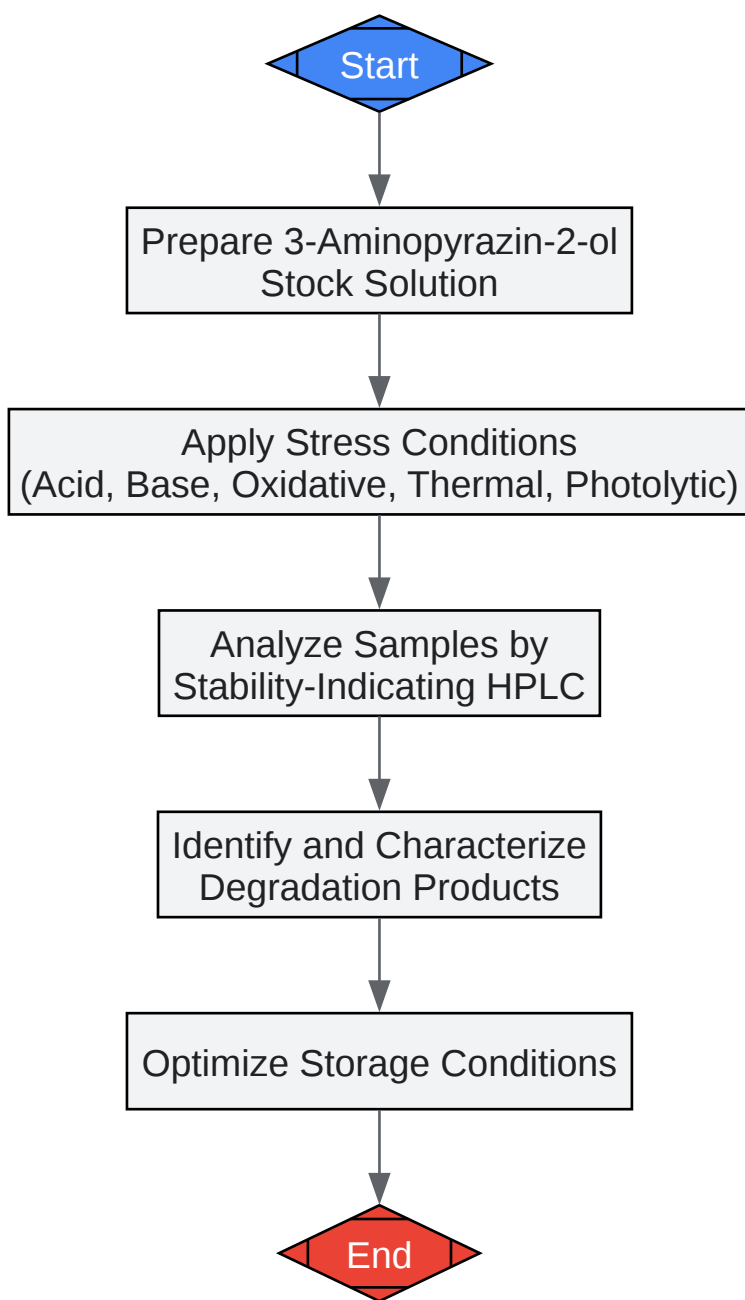 Start
Prepare 3-Aminopyrazin-2-ol
Stock Solution
Apply Stress Conditions
(Acid, Base, Oxidative, Thermal, Photolytic)
Analyze Samples by
Stability-Indicating HPLC
Identify and Characterize
Degradation Products
Optimize Storage Conditions
End